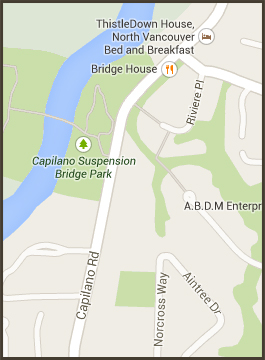 ThistleDown House,
North Vancouver
Bed and Breakfast
Bridge House
Riviere Pl
Capilano Suspension
Bridge Park
A.B.D.M Enterpr
Capilano Rd
Norcross Way
Aintree Dr